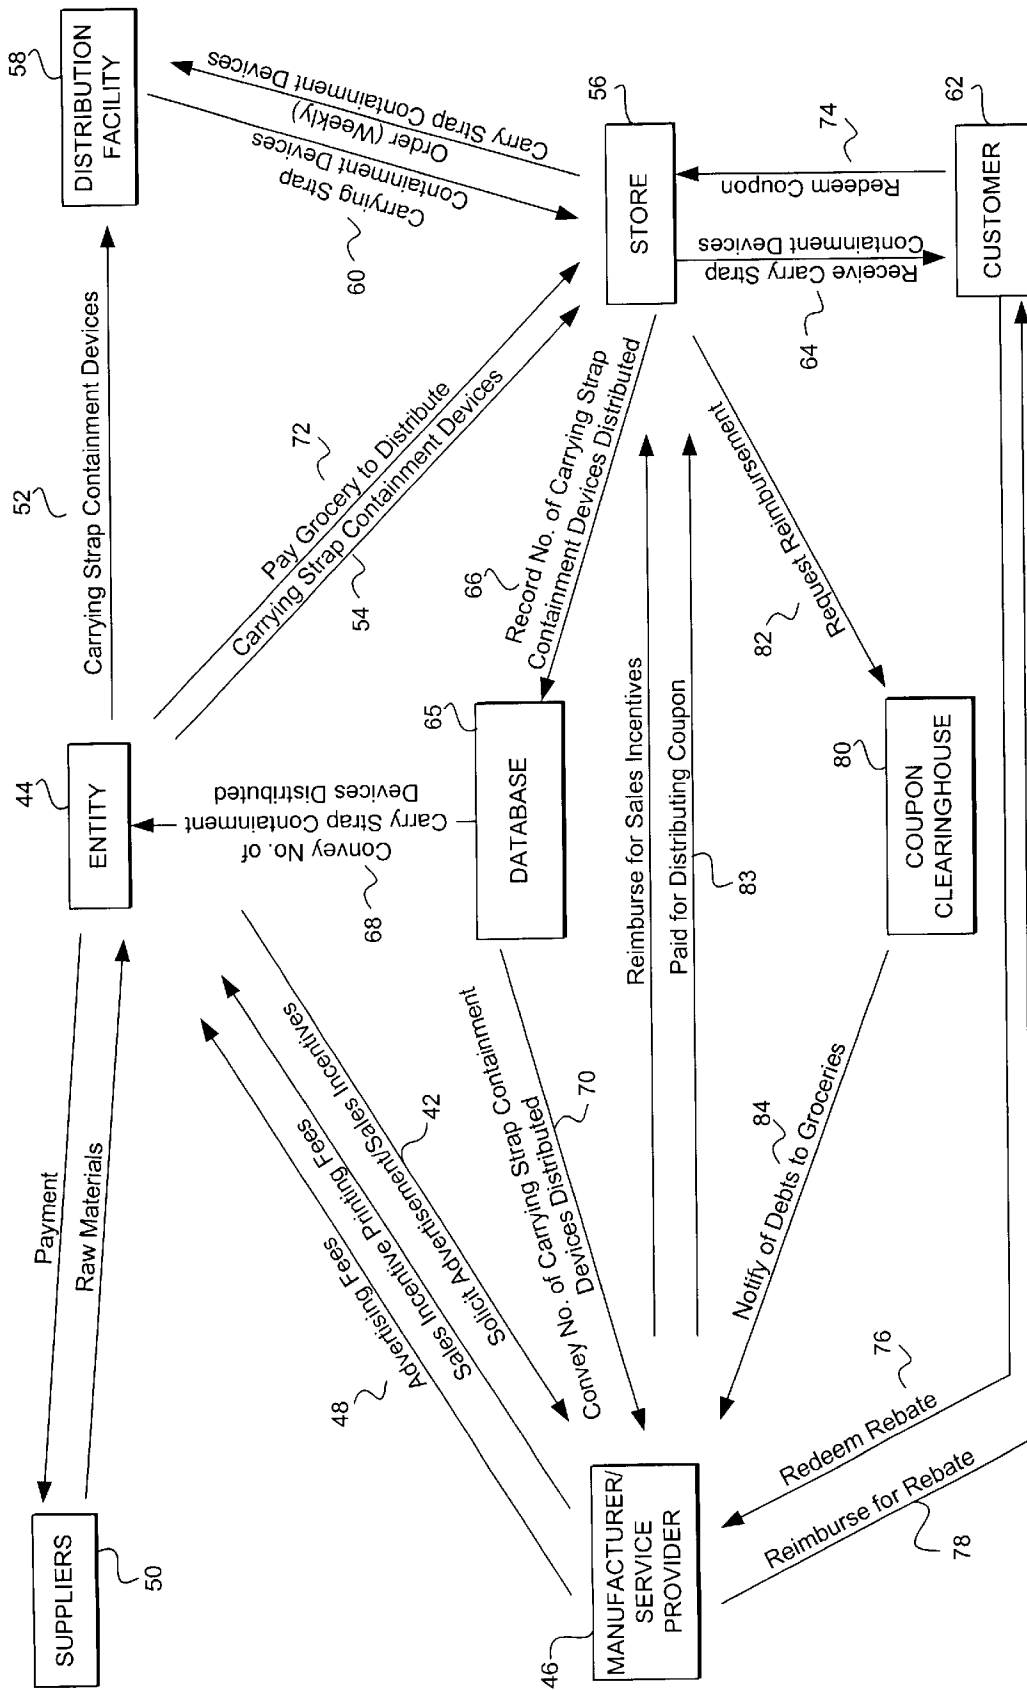 SUPPLIERS
50
Payment
Raw Materials
44
ENTITY
52
Carrying Strap Containment Devices
58
DISTRIBUTION
FACILITY
Advertising Fees
48
Sales Incentive Printing Fees
Solicit Advertisement/Sales Incentives
42
Convey No. of
Carry Strap Containment
Devices Distributed
68
Pay Grocery to Distribute
72
Carrying Strap Containment Devices
54
Carrying Strap
Containment Devices
60
Order (Weekly)
Carry Strap Containment Devices
65
DATABASE
Convey No. of Carrying Strap Containment
Devices Distributed
70
66
Record No. of Carrying Strap
Containment Devices Distributed
56
STORE
46
MANUFACTURER/
SERVICE
PROVIDER
Reimburse for Sales Incentives
Paid for Distributing Coupon
83
Request Reimbursement
82
Receive Carry Strap
Containment Devices
64
Redeem Coupon
74
80
COUPON
CLEARINGHOUSE
Notify of Debts to Groceries
84
62
CUSTOMER
Redeem Rebate
76
Reimburse for Rebate
78